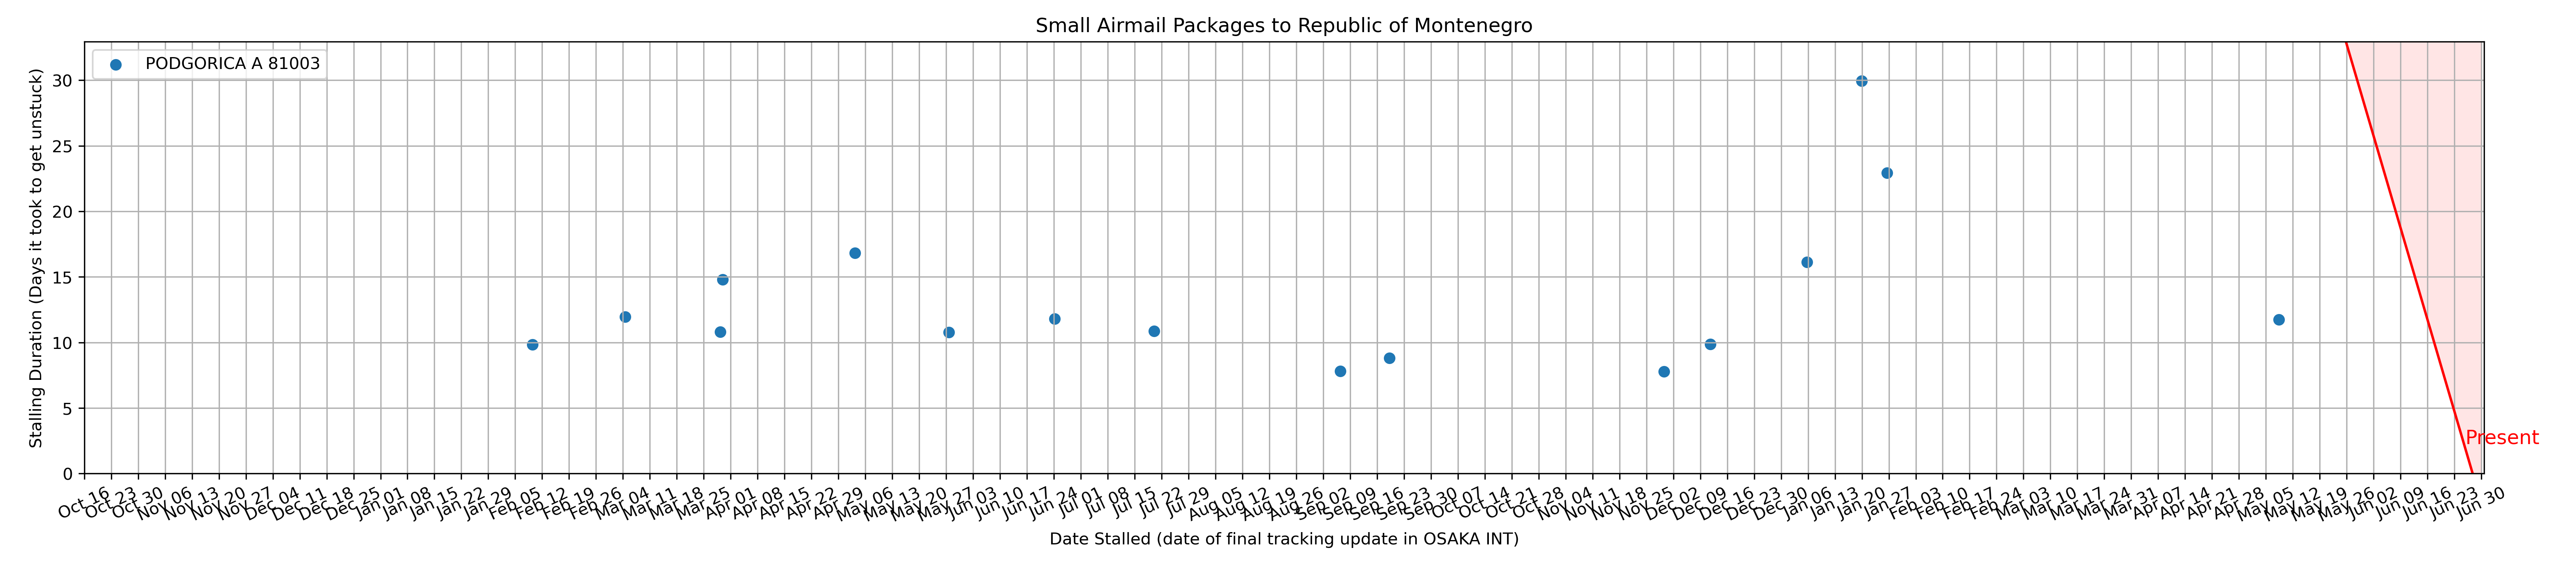 Small Airmail Packages to Republic of Montenegro
PODGORICA A 81003
Stalling Duration (Days it took to get unstuck)
30
25
20
15
10
5
0
Present
Oct 16
Oct 23
Oct 30
Nov 06
Nov 13
Nov 20
Nov 27
Dec 04
Dec 11
Dec 18
Dec 25
Jan 01
Jan 08
Jan 15
Jan 22
Jan 29
Feb 05
Feb 12
Feb 19
Feb 26
Mar 04
Mar 11
Mar 18
Mar 25
Apr 01
Apr 08
Apr 15
Apr 22
Apr 29
May 06
May 13
May 20
May 27
Jun 03
Jun 10
Jun 17
Jun 24
Jul 01
Jul 08
Jul 15
Jul 22
Jul 29
Aug 05
Aug 12
Aug 19
Aug 26
Sep 02
Sep 09
Sep 16
Sep 23
Sep 30
Oct 07
Oct 14
Oct 21
Oct 28
Nov 04
Nov 11
Nov 18
Nov 25
Dec 02
Dec 09
Dec 16
Dec 23
Dec 30
Jan 06
Jan 13
Jan 20
Jan 27
Feb 03
Feb 10
Feb 17
Feb 24
Mar 03
Mar 10
Mar 17
Mar 24
Mar 31
Apr 07
Apr 14
Apr 21
Apr 28
May 05
May 12
May 19
May 26
Jun 02
Jun 09
Jun 16
Jun 23
Jun 30
Date Stalled (date of final tracking update in OSAKA INT)